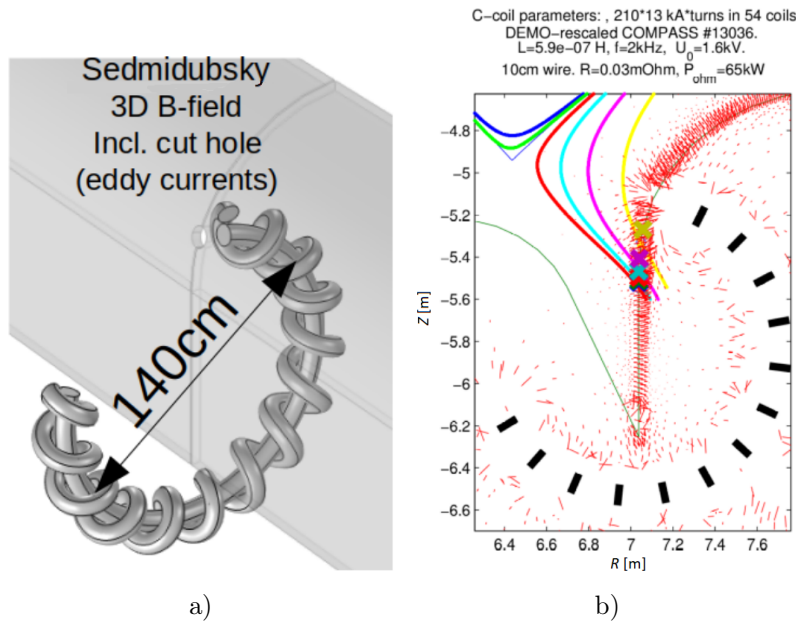 Sedmidubsky
3D B-field
Incl. cut hole
(eddy currents)
140cm
a)
C-coil parameters: , 210*13 kA*turns in 54 coils
DEMO-rescaled COMPASS #13036.
L=5.9e-07 H, f=2kHz, U_0=1.6kV.
10cm wire. R=0.03mOhm, P_ohm=65kW
-4.8
-5
-5.2
-5.4
-5.6
-5.8
-6
-6.2
-6.4
-6.6
Z [m]
6.4 6.6 6.8 7 7.2 7.4 7.6
R [m]
b)